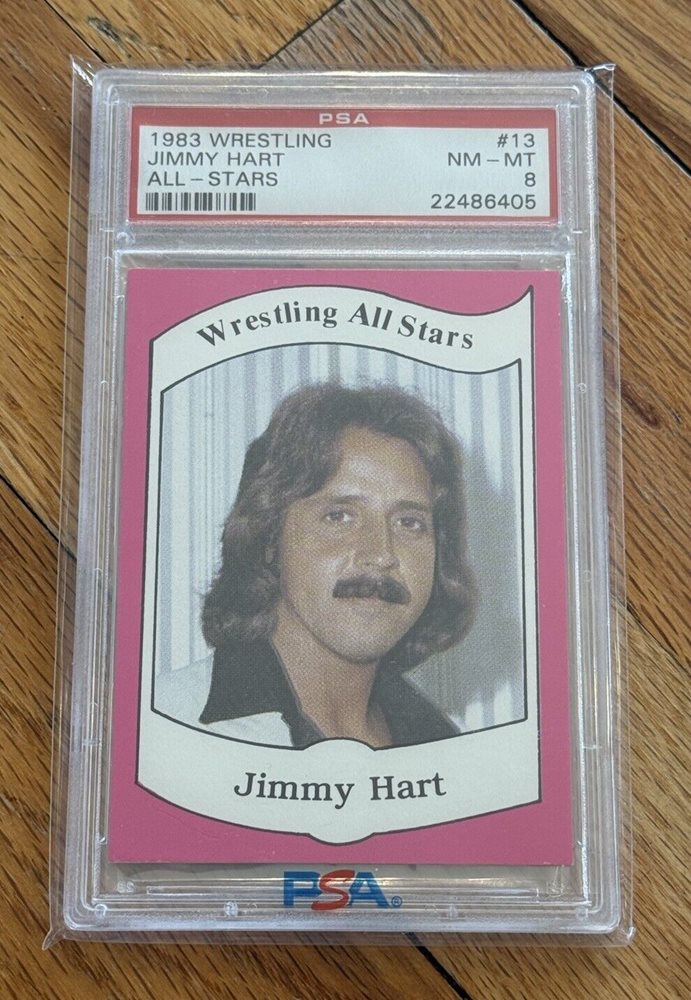 PSA
1983 WRESTLING #13
JIMMY HART NM-MT
ALL-STARS 8
22486405
Wrestling All Stars
Jimmy Hart
PSA®